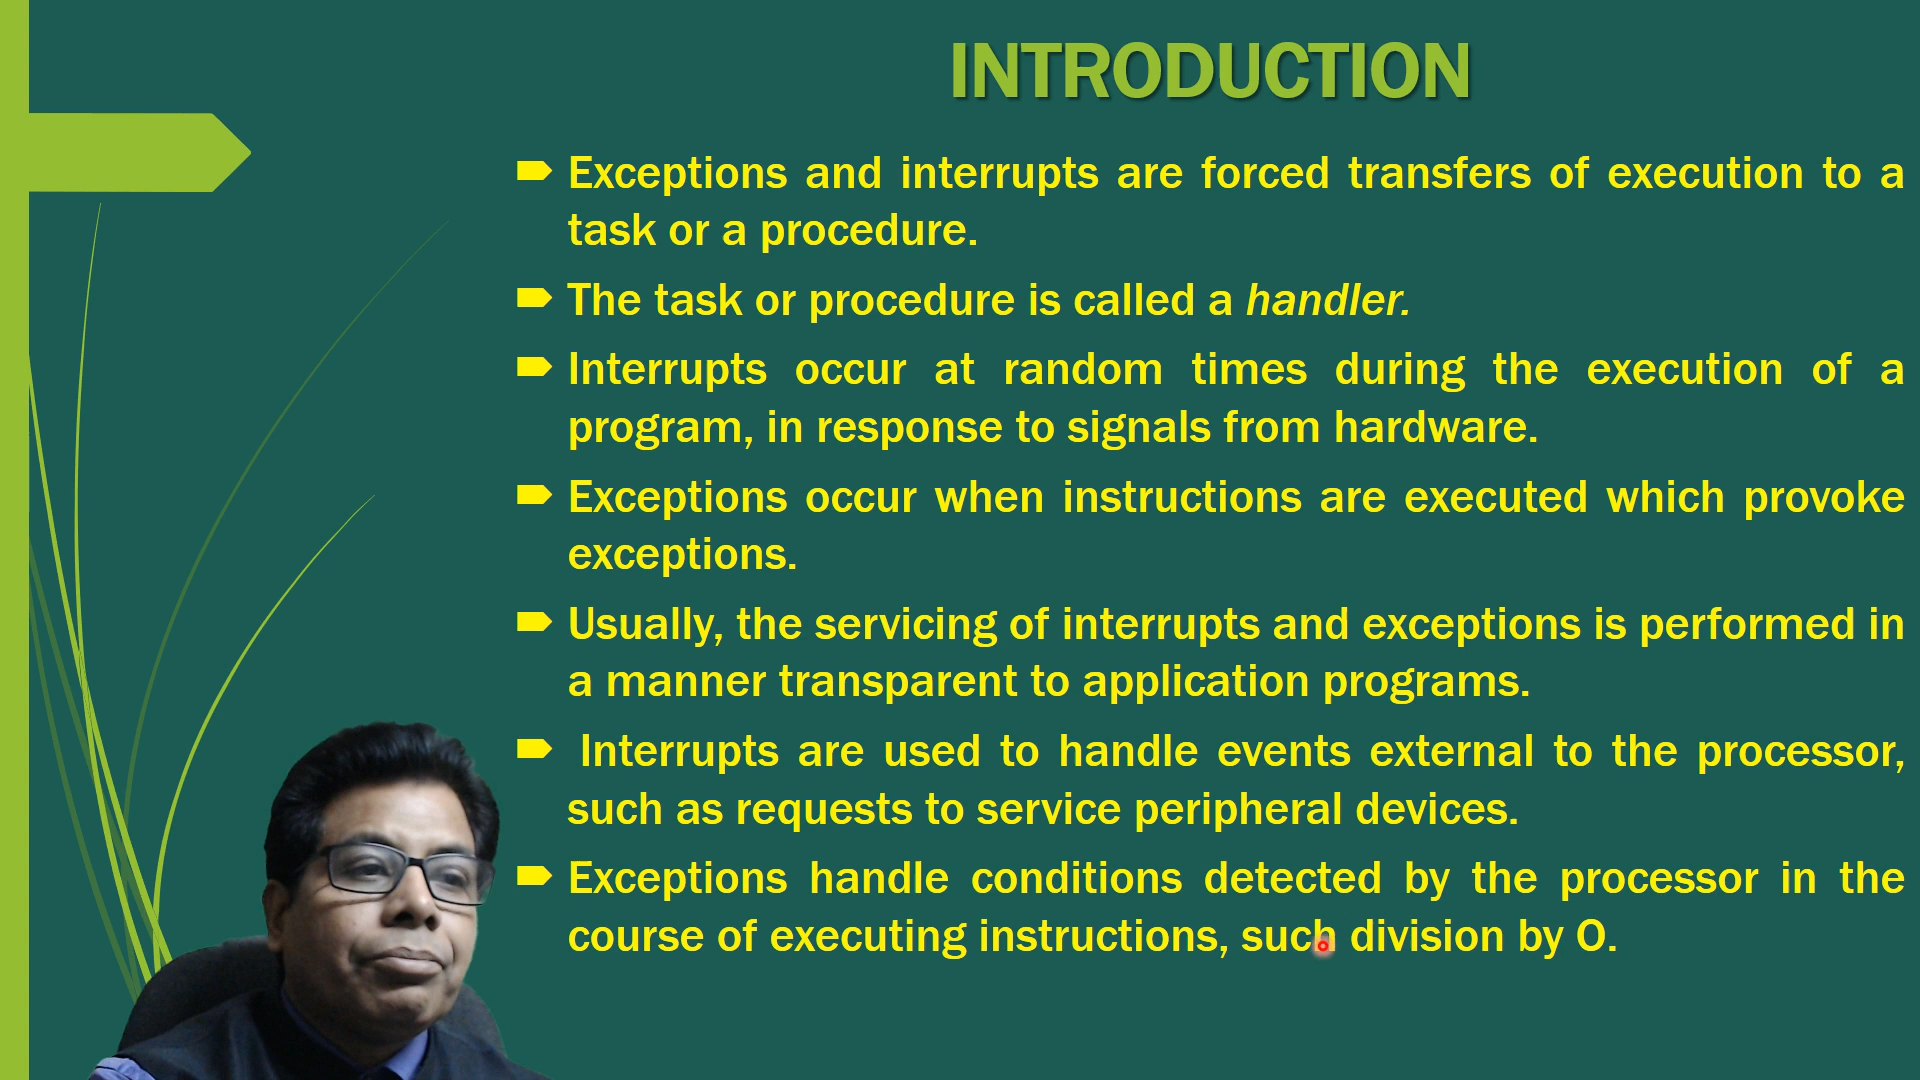 INTRODUCTION
Exceptions and interrupts are forced transfers of execution to a
task or a procedure.
The task or procedure is called a handler.
Interrupts occur at random times during the execution of a
program, in response to signals from hardware.
Exceptions occur when instructions are executed which provoke
exceptions.
Usually, the servicing of interrupts and exceptions is performed in
a manner transparent to application programs.
Interrupts are used to handle events external to the processor,
such as requests to service peripheral devices.
Exceptions handle conditions detected by the processor in the
course of executing instructions, such division by O.